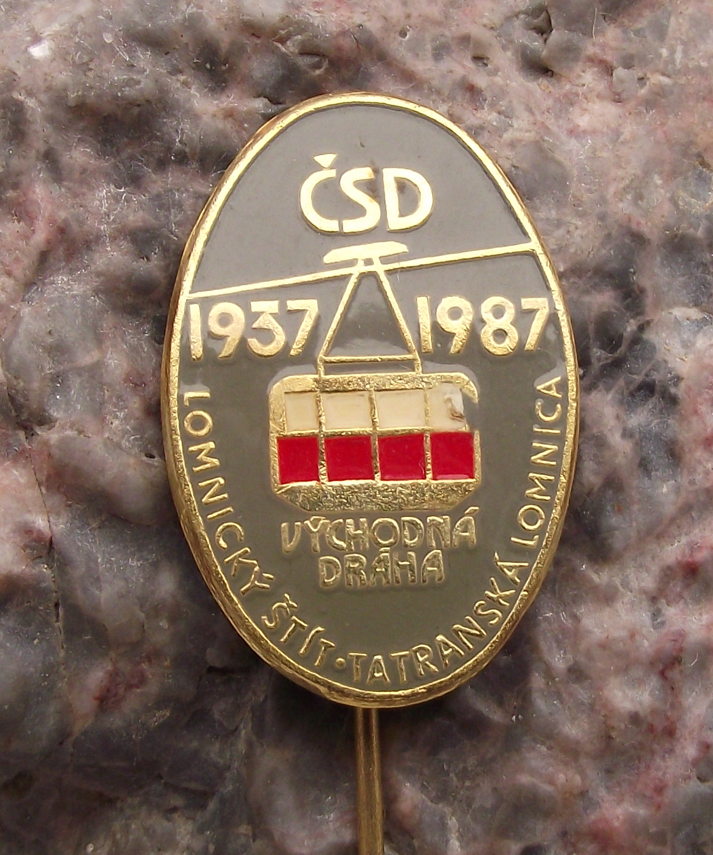 ČSD
1937 1987
VÝCHODNÁ
DRÁHA
LOMNICKÝ ŠTÍT · TATRANSKÁ LOMNICA